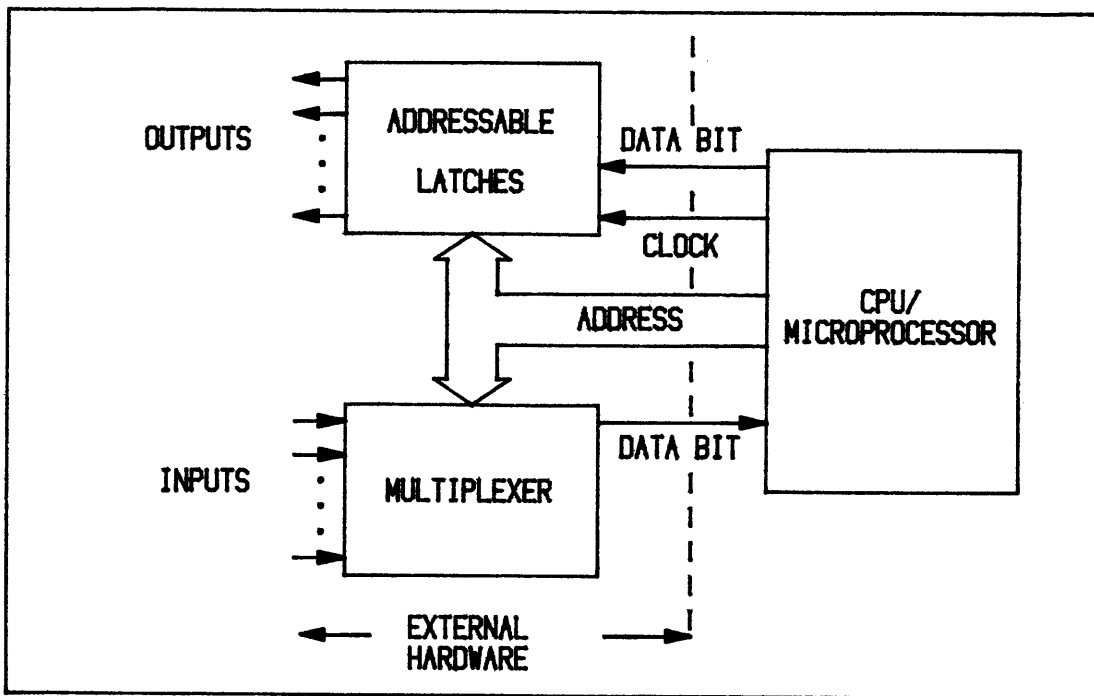 OUTPUTS
ADDRESSABLE
LATCHES
DATA BIT
CLOCK
ADDRESS
CPU/
MICROPROCESSOR
INPUTS
MULTIPLEXER
DATA BIT
EXTERNAL
HARDWARE